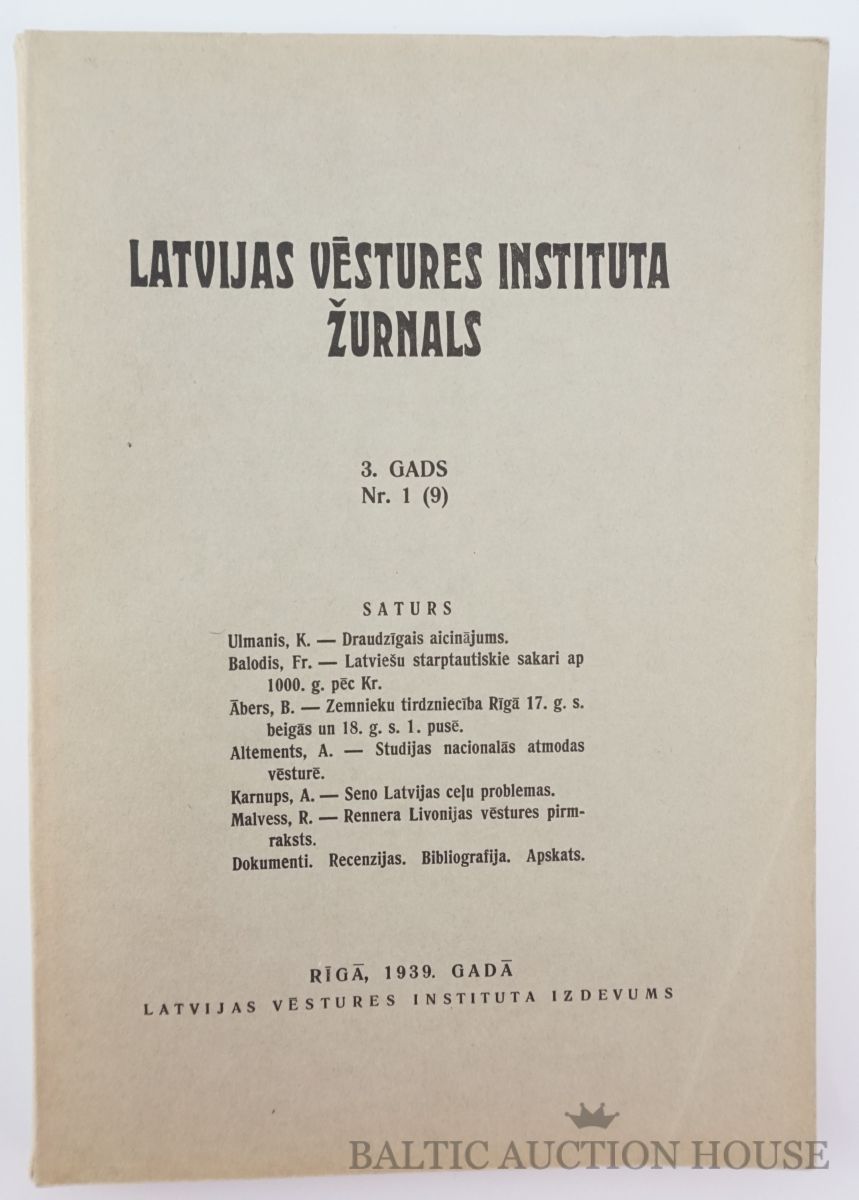 LATVIJAS VĒSTURES INSTITUTA
ŽURNALS
3. GADS
Nr. 1 (9)
SATURS
Ulmanis, K. — Draudzīgais aicinājums.
Balodis, Fr. — Latviešu starptautiskie sakari ap
1000. g. pēc Kr.
Ābers, B. — Zemnieku tirdzniecība Rīgā 17. g. s.
beigās un 18. g. s. 1. pusē.
Altements, A. — Studijas nacionalās atmodas
vēsturē.
Karnups, A. — Seno Latvijas ceļu problemas.
Malvess, R. — Rennera Livonijas vēstures pirm-
raksts.
Dokumenti. Recenzijas. Bibliografija. Apskats.
RĪGĀ, 1939. GADĀ
LATVIJAS VĒSTURES INSTITUTA IZDEVUMS
BALTIC AUCTION HOUSE